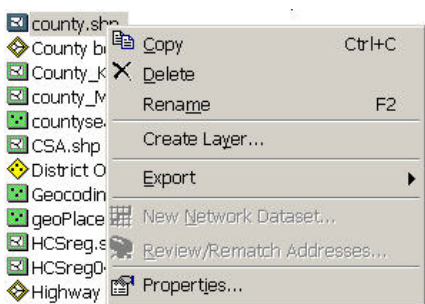 county.shp
County b
County_K
county_M
countysea
CSA.shp
District O
Geocodin
geoPlace
HCSreg.s
HCSreg0
Highway
Copy Ctrl+C
Delete
Rename F2
Create Layer...
Export
New Network Dataset...
Review/Rematch Addresses...
Properties...